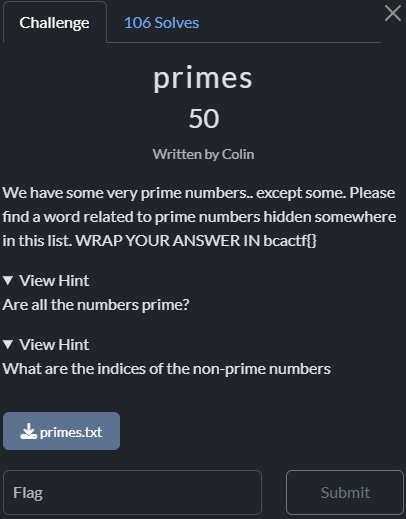 Challenge
106 Solves
primes
50
Written by Colin
We have some very prime numbers.. except some. Please
find a word related to prime numbers hidden somewhere
in this list. WRAP YOUR ANSWER IN bcactf{}
▼ View Hint
Are all the numbers prime?
▼ View Hint
What are the indices of the non-prime numbers
primes.txt
Flag
Submit